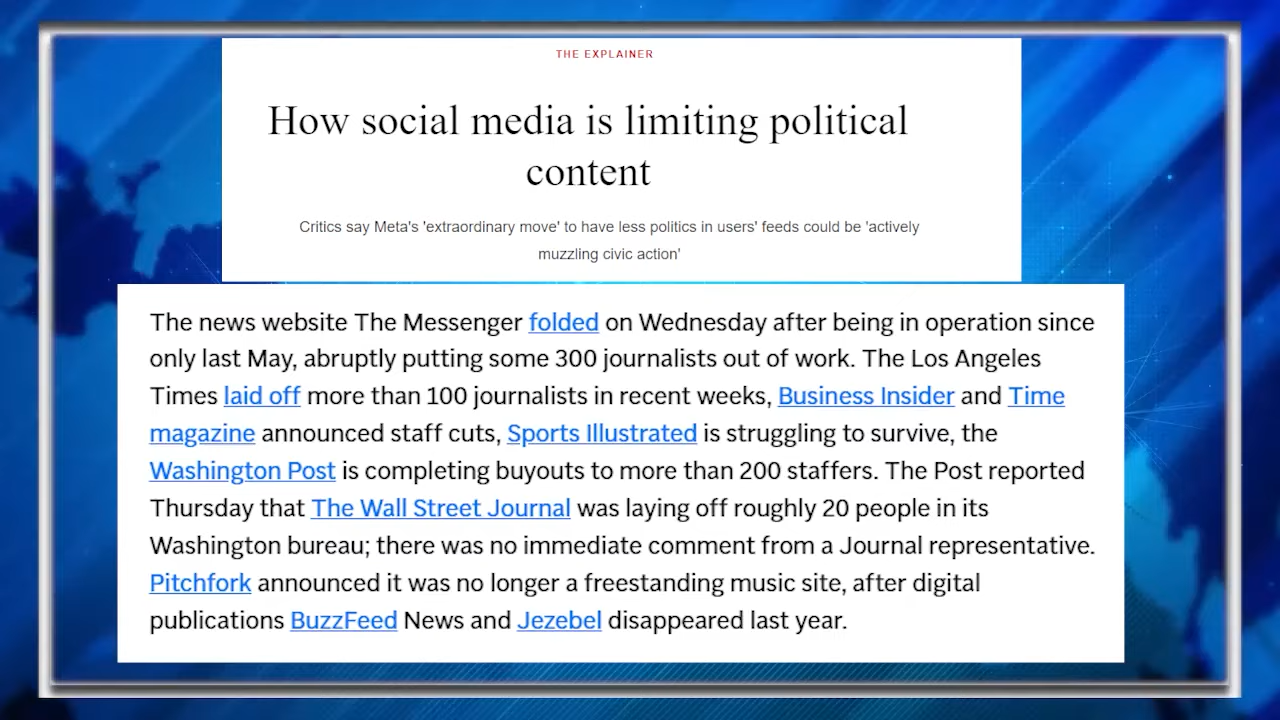 THE EXPLAINER
How social media is limiting political
content
Critics say Meta's 'extraordinary move' to have less politics in users' feeds could be 'actively
muzzling civic action'
The news website The Messenger folded on Wednesday after being in operation since
only last May, abruptly putting some 300 journalists out of work. The Los Angeles
Times laid off more than 100 journalists in recent weeks, Business Insider and Time
magazine announced staff cuts, Sports Illustrated is struggling to survive, the
Washington Post is completing buyouts to more than 200 staffers. The Post reported
Thursday that The Wall Street Journal was laying off roughly 20 people in its
Washington bureau; there was no immediate comment from a Journal representative.
Pitchfork announced it was no longer a freestanding music site, after digital
publications BuzzFeed News and Jezebel disappeared last year.